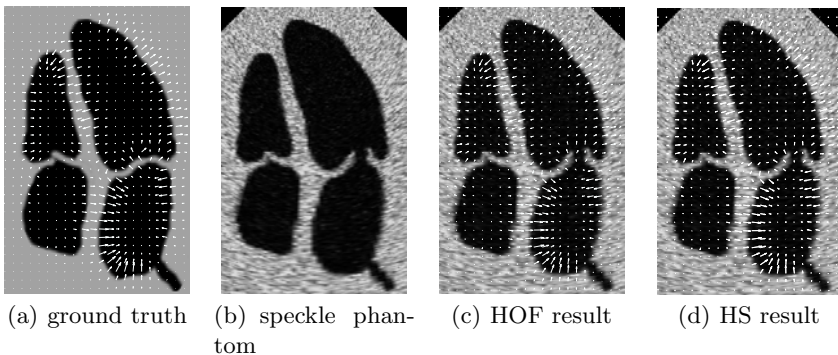 (a) ground truth
(b) speckle phan-
tom
(c) HOF result
(d) HS result